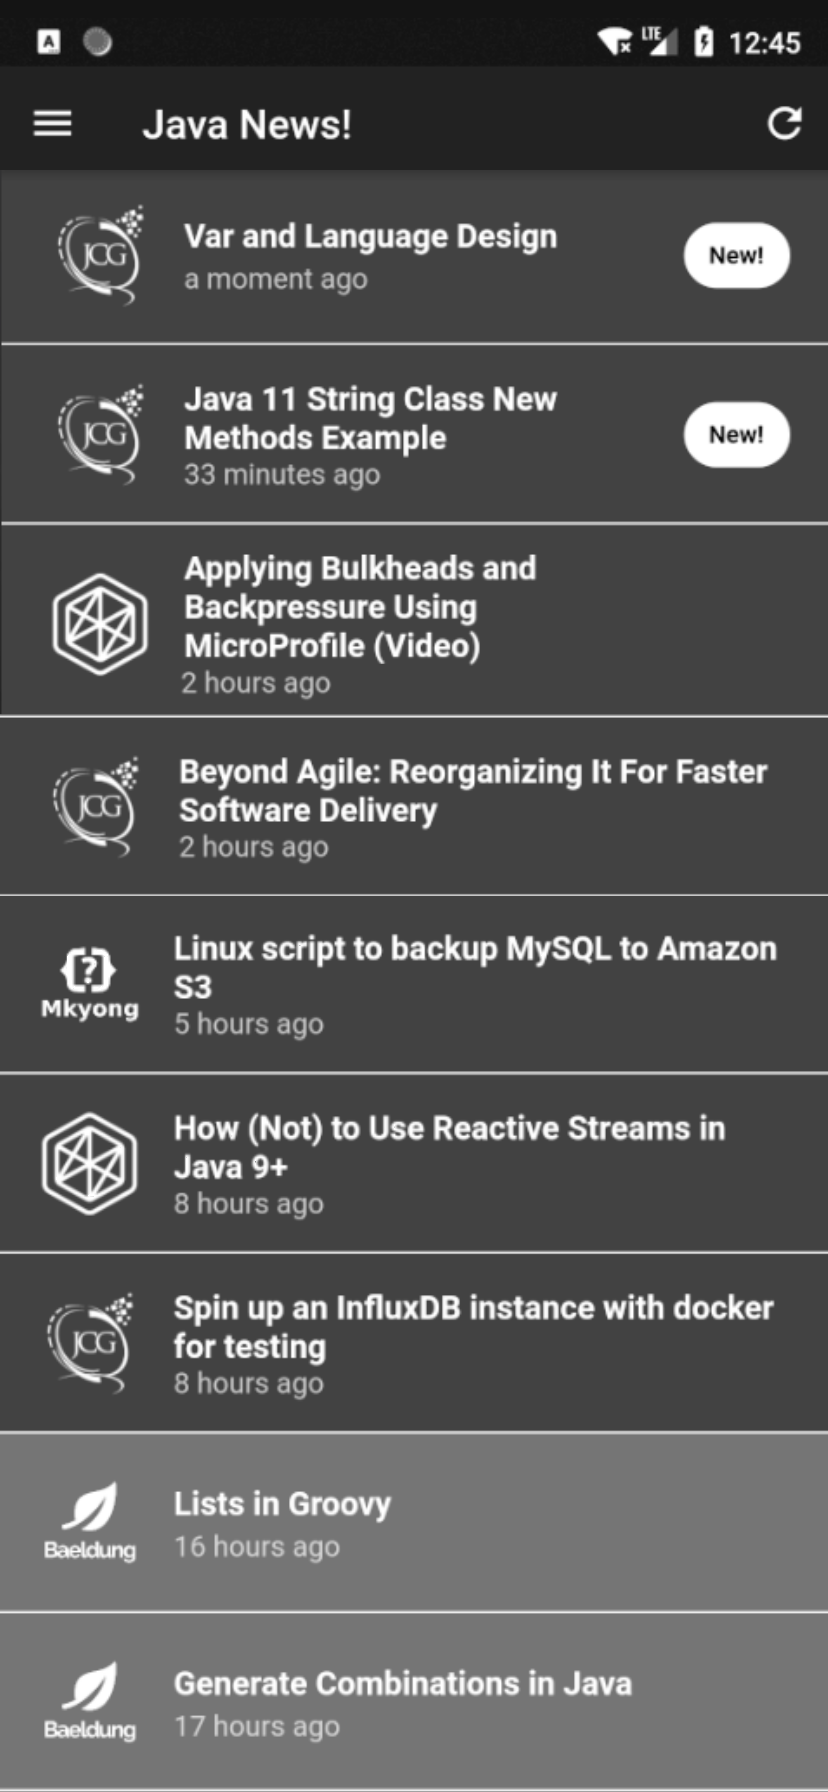 A LTE 12:45
Java News!
JCG
Var and Language Design
a moment ago
New!
JCG
Java 11 String Class New
Methods Example
33 minutes ago
New!
Applying Bulkheads and
Backpressure Using
MicroProfile (Video)
2 hours ago
JCG
Beyond Agile: Reorganizing It For Faster
Software Delivery
2 hours ago
{?}
Mkyong
Linux script to backup MySQL to Amazon
S3
5 hours ago
How (Not) to Use Reactive Streams in
Java 9+
8 hours ago
JCG
Spin up an InfluxDB instance with docker
for testing
8 hours ago
Baeldung
Lists in Groovy
16 hours ago
Baeldung
Generate Combinations in Java
17 hours ago